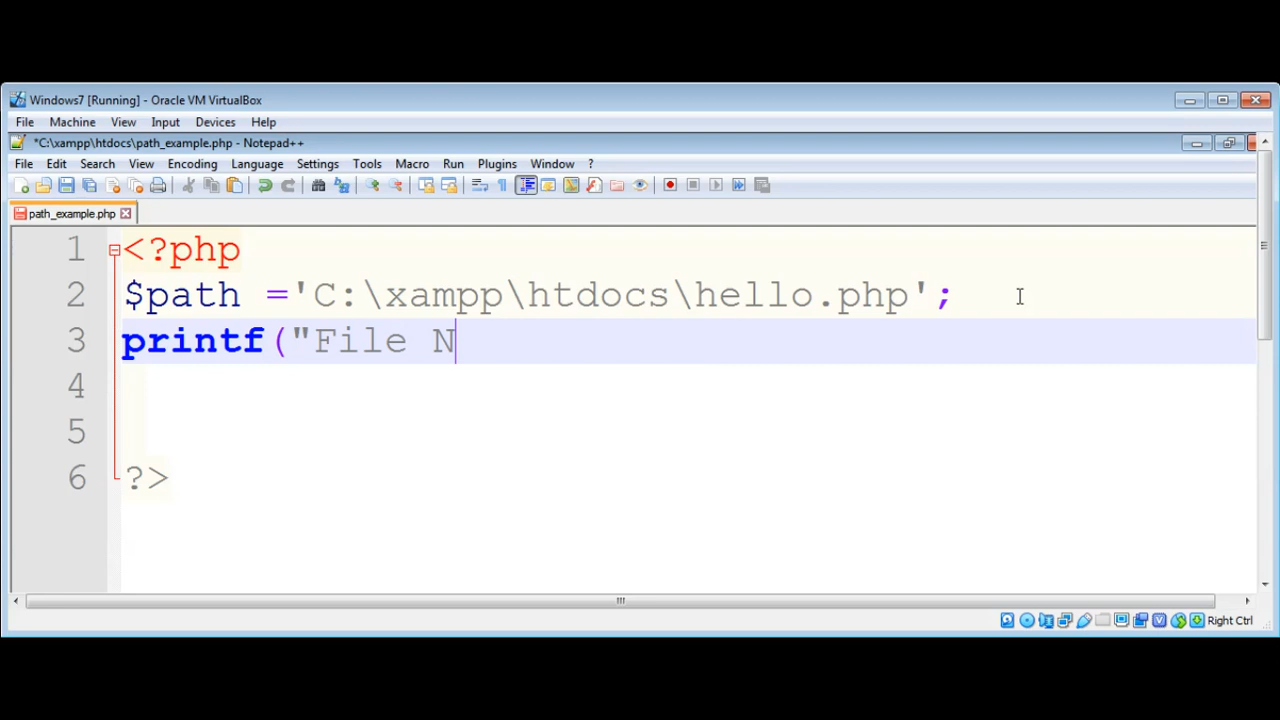 Windows7 [Running] - Oracle VM VirtualBox
File Machine View Input Devices Help
*C:\xampp\htdocs\path_example.php - Notepad++
File Edit Search View Encoding Language Settings Tools Macro Run Plugins Window ?
path_example.php
1 <?php
2 $path ='C:\xampp\htdocs\hello.php';
3 printf("File N
4
5
6 ?>
Right Ctrl